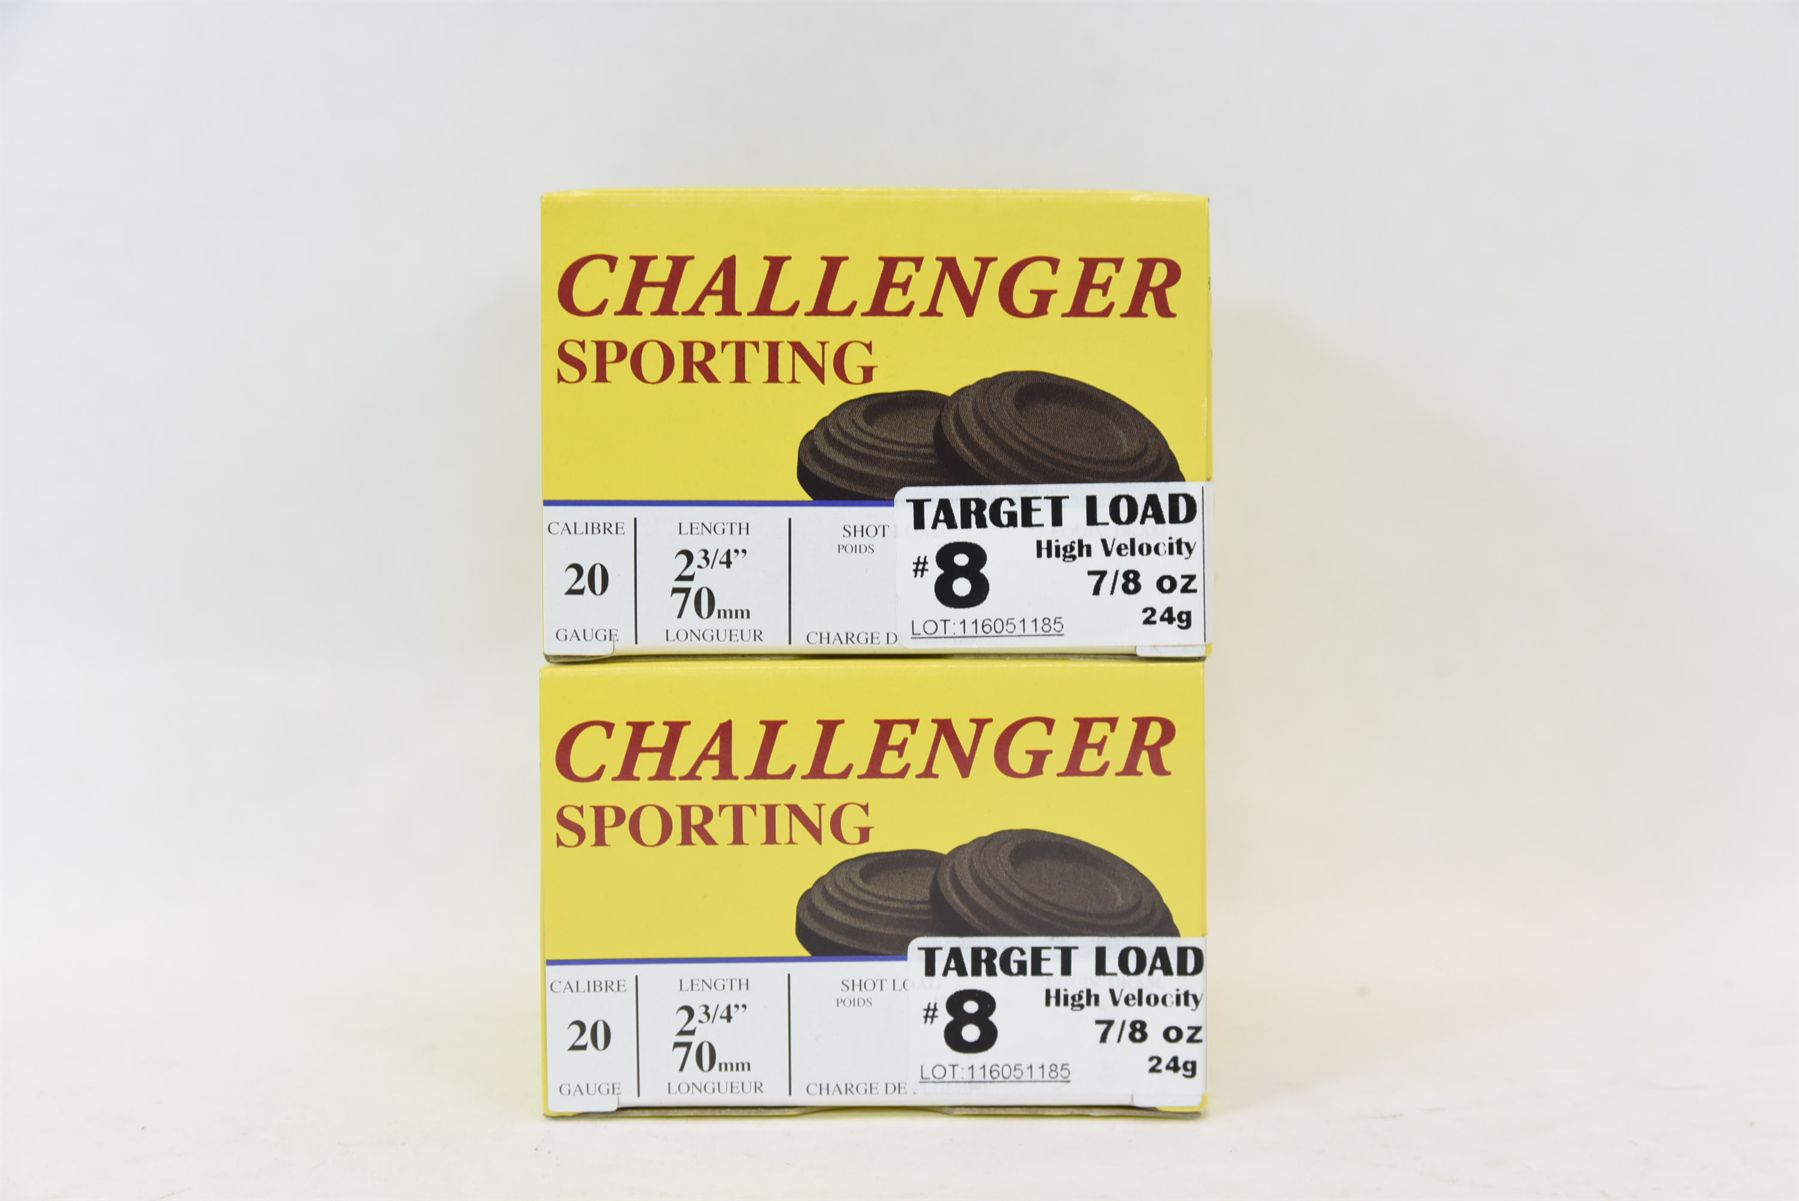 CHALLENGER
SPORTING
CALIBRE
20
GAUGE
LENGTH
2 3/4"
70mm
LONGUEUR
SHOT
POIDS
CHARGE D
TARGET LOAD
#8
High Velocity
7/8 oz
24g
LOT:116051185
CHALLENGER
SPORTING
CALIBRE
20
GAUGE
LENGTH
2 3/4"
70mm
LONGUEUR
SHOT LOAD
POIDS
CHARGE DE
TARGET LOAD
#8
High Velocity
7/8 oz
24g
LOT:116051185